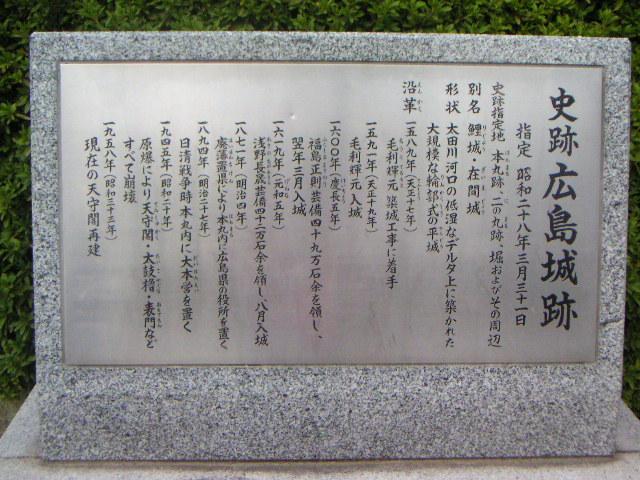 史跡広島城跡
指定 昭和二十八年三月三十一日
史跡指定地 本丸跡、二の丸跡、堀およびその周辺
別名 鯉城・在間城
形状 太田川河口の低湿なデルタ上に築かれた
大規模な輪郭式の平城
沿革 一五八九年(天正十七年)
毛利輝元 築城工事に着手
一五九一年(天正十九年)
毛利輝元 入城
一六〇〇年(慶長五年)
福島正則 芸備四十九万石余を領し、
翌年三月入城
一六一九年(元和五年)
浅野長晟 芸備四十二万石余を領し、八月入城
一八七一年(明治四年)
廃藩置県により本丸内に広島県の役所を置く
一八九四年(明治二十七年)
日清戦争時本丸内に大本営を置く
一九四五年(昭和二十年)
原爆により天守閣・太鼓櫓・表門など
すべて崩壊
一九五八年(昭和三十三年)
現在の天守閣再建